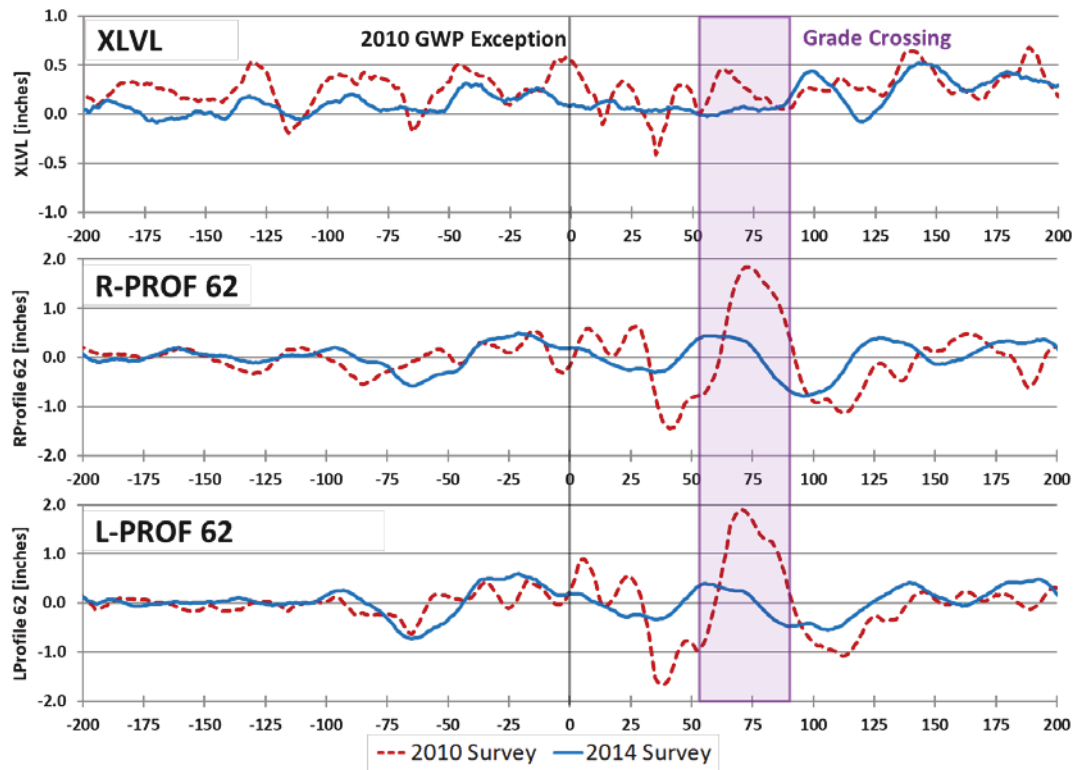 XLVL
2010 GWP Exception
Grade Crossing
XLVL [inches]
1.0
0.5
0.0
-0.5
-1.0
-200 -175 -150 -125 -100 -75 -50 -25 0 25 50 75 100 125 150 175 200
R-PROF 62
RProfile 62 [inches]
2.0
1.0
0.0
-1.0
-2.0
-200 -175 -150 -125 -100 -75 -50 -25 0 25 50 75 100 125 150 175 200
L-PROF 62
LProfile 62 [inches]
2.0
1.0
0.0
-1.0
-2.0
-200 -175 -150 -125 -100 -75 -50 -25 0 25 50 75 100 125 150 175 200
2010 Survey 2014 Survey